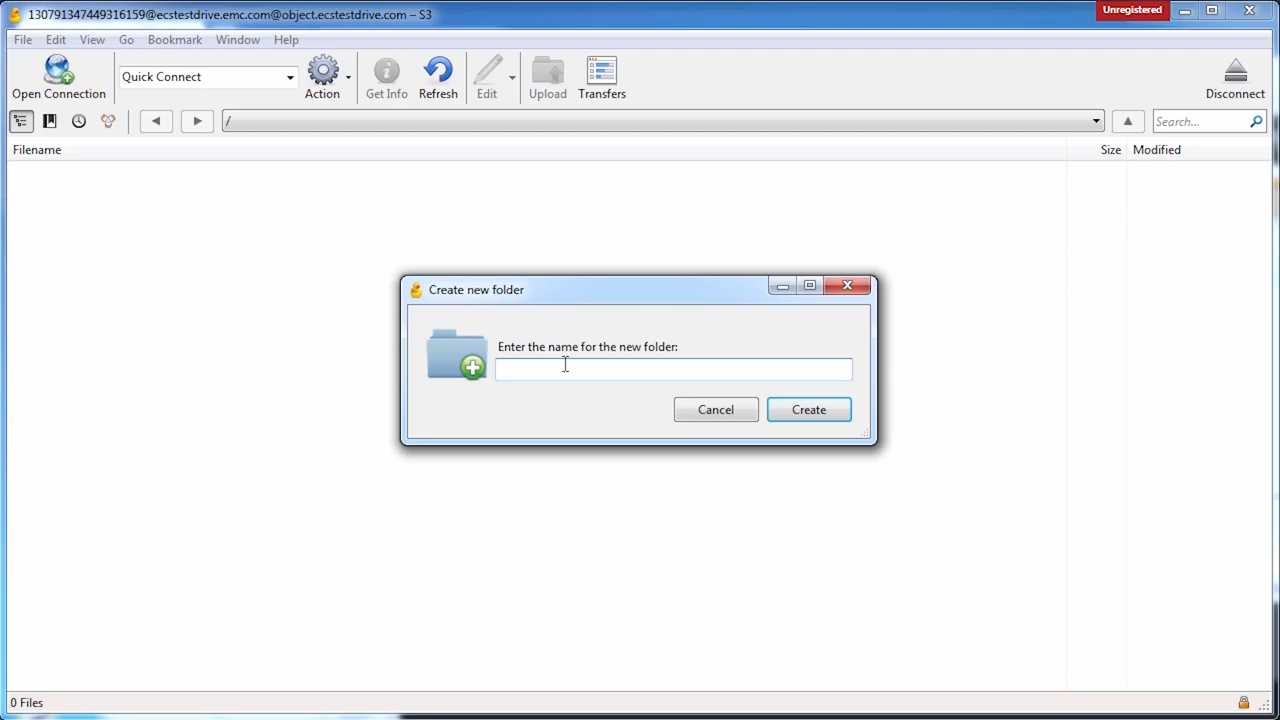 130791347449316159@ecstestdrive.emc.com@object.ecstestdrive.com – S3
Unregistered
File Edit View Go Bookmark Window Help
Open Connection
Quick Connect
Action
Get Info
Refresh
Edit
Upload
Transfers
Disconnect
/
Search...
Filename Size Modified
Create new folder
Enter the name for the new folder:
Cancel Create
0 Files